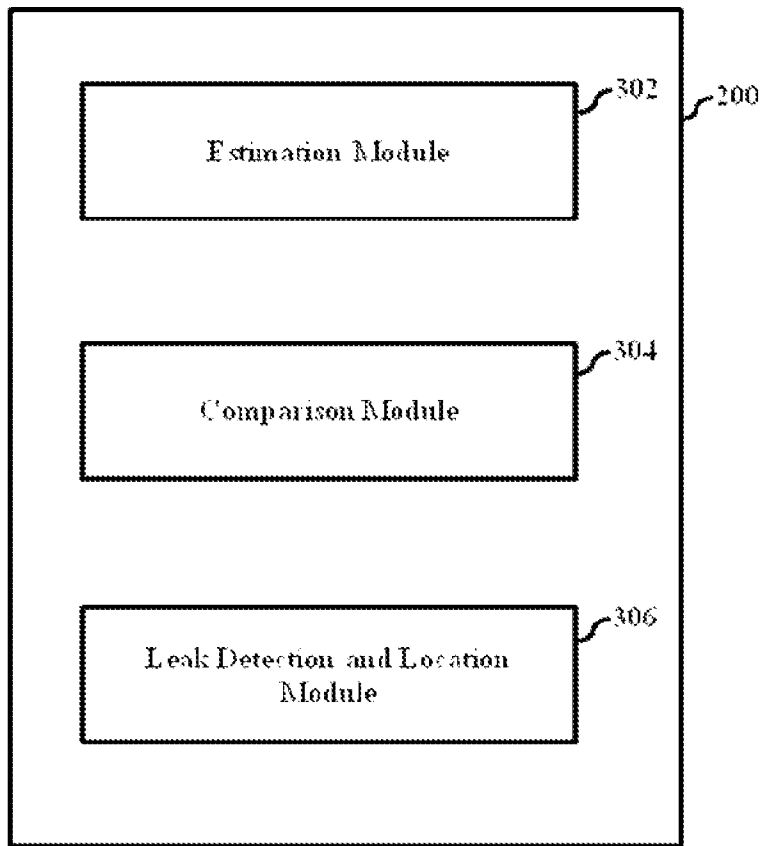 302
200
Estimation Module
304
Comparison Module
306
Leak Detection and Location
Module